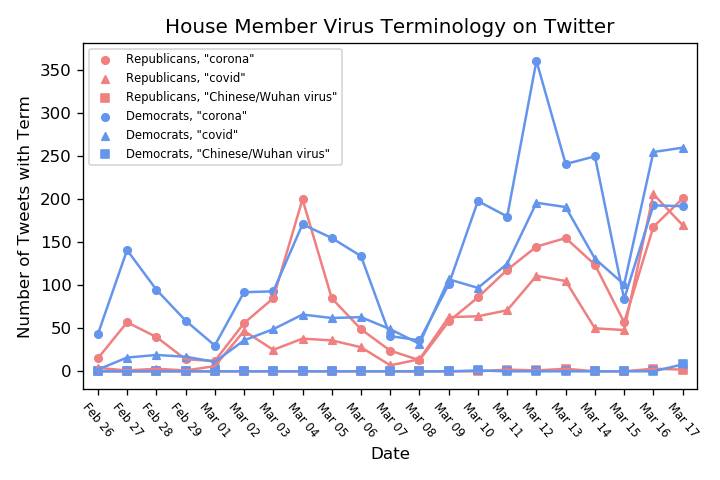 House Member Virus Terminology on Twitter
Republicans, "corona"
Republicans, "covid"
Republicans, "Chinese/Wuhan virus"
Democrats, "corona"
Democrats, "covid"
Democrats, "Chinese/Wuhan virus"
Number of Tweets with Term
350
300
250
200
150
100
50
0
Feb 26
Feb 27
Feb 28
Feb 29
Mar 01
Mar 02
Mar 03
Mar 04
Mar 05
Mar 06
Mar 07
Mar 08
Mar 09
Mar 10
Mar 11
Mar 12
Mar 13
Mar 14
Mar 15
Mar 16
Mar 17
Date